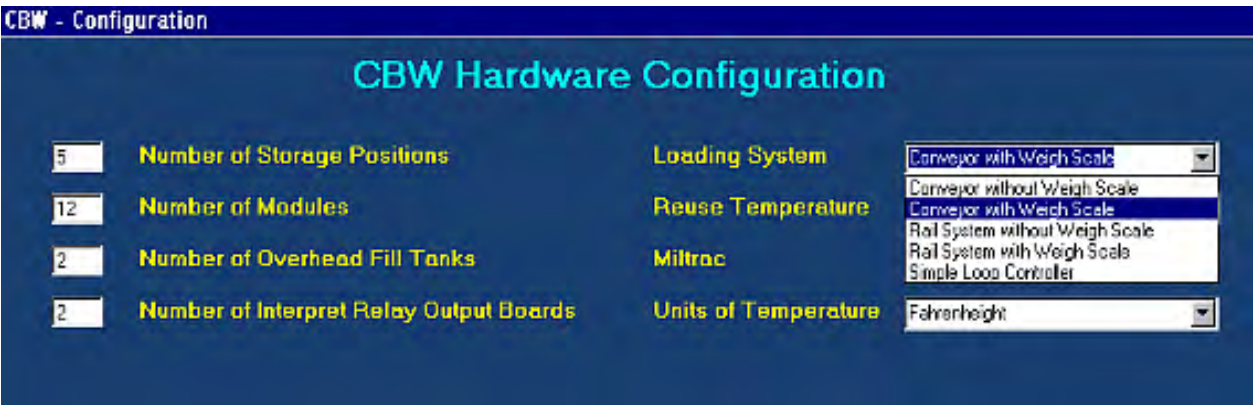 CBW - Configuration
CBW Hardware Configuration
5 Number of Storage Positions Loading System Conveyor with Weigh Scale
Conveyor without Weigh Scale
12 Number of Modules Reuse Temperature Conveyor with Weigh Scale
Rail System without Weigh Scale
2 Number of Overhead Fill Tanks Miltrac Rail System with Weigh Scale
Simple Loop Controller
2 Number of Interpret Relay Output Boards Units of Temperature Fahrenheight